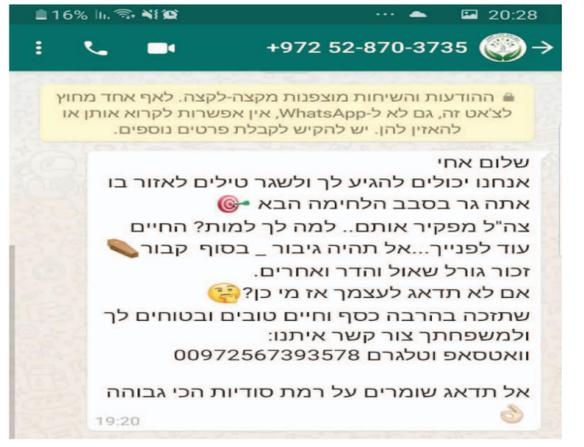 16% 20:28
+972 52-870-3735
ההודעות והשיחות מוצפנות מקצה-לקצה. לאף אחד מחוץ
לצ'אט זה, גם לא ל-WhatsApp, אין אפשרות לקרוא אותן או
להאזין להן. יש להקיש לקבלת פרטים נוספים.
שלום אחי
אנחנו יכולים להגיע לך ולשגר טילים לאזור בו
אתה גר בסבב הלחימה הבא 🎯
צה"ל מפקיר אותם.. למה לך למות? החיים
עוד לפנייך...אל תהיה גיבור _ בסוף קבור⚰️
זכור גורל שאול והדר ואחרים.
אם לא תדאג לעצמך אז מי כן?🤔
שתזכה בהרבה כסף וחיים טובים ובטוחים לך
ולמשפחתך צור קשר איתנו:
וואטסאפ וטלגרם 00972567393578
אל תדאג שומרים על רמת סודיות הכי גבוהה
👌🏻
19:20